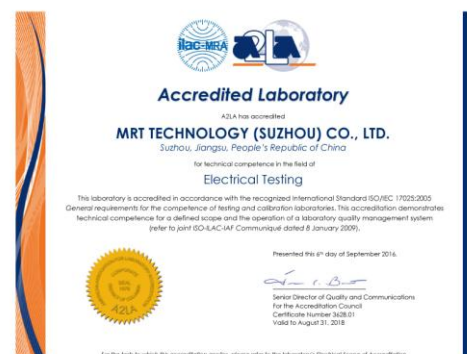 ilac-MRA
A2LA
Accredited Laboratory
A2LA has accredited
MRT TECHNOLOGY (SUZHOU) CO., LTD.
Suzhou, Jiangsu, People's Republic of China
for technical competence in the field of
Electrical Testing
This laboratory is accredited in accordance with the recognized International Standard ISO/IEC 17025:2005
General requirements for the competence of testing and calibration laboratories. This accreditation demonstrates
technical competence for a defined scope and the operation of a laboratory quality management system
(refer to joint ISO-ILAC-IAF Communiqué dated 8 January 2009).
Presented this 6th day of September 2016.
Senior Director of Quality and Communications
For the Accreditation Council
Certificate Number 3628.01
Valid to August 31, 2018
CORPORATE
SEAL
A2LA